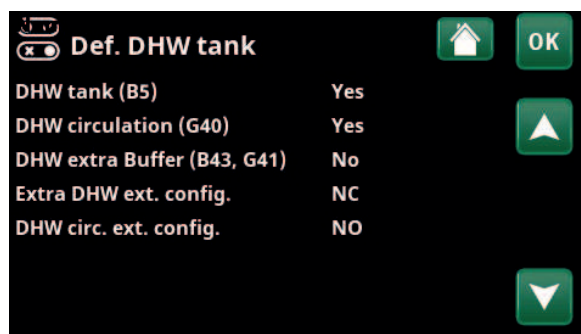 Def. DHW tank
OK
DHW tank (B5) Yes
DHW circulation (G40) Yes
DHW extra Buffer (B43, G41) No
Extra DHW ext. config. NC
DHW circ. ext. config. NO